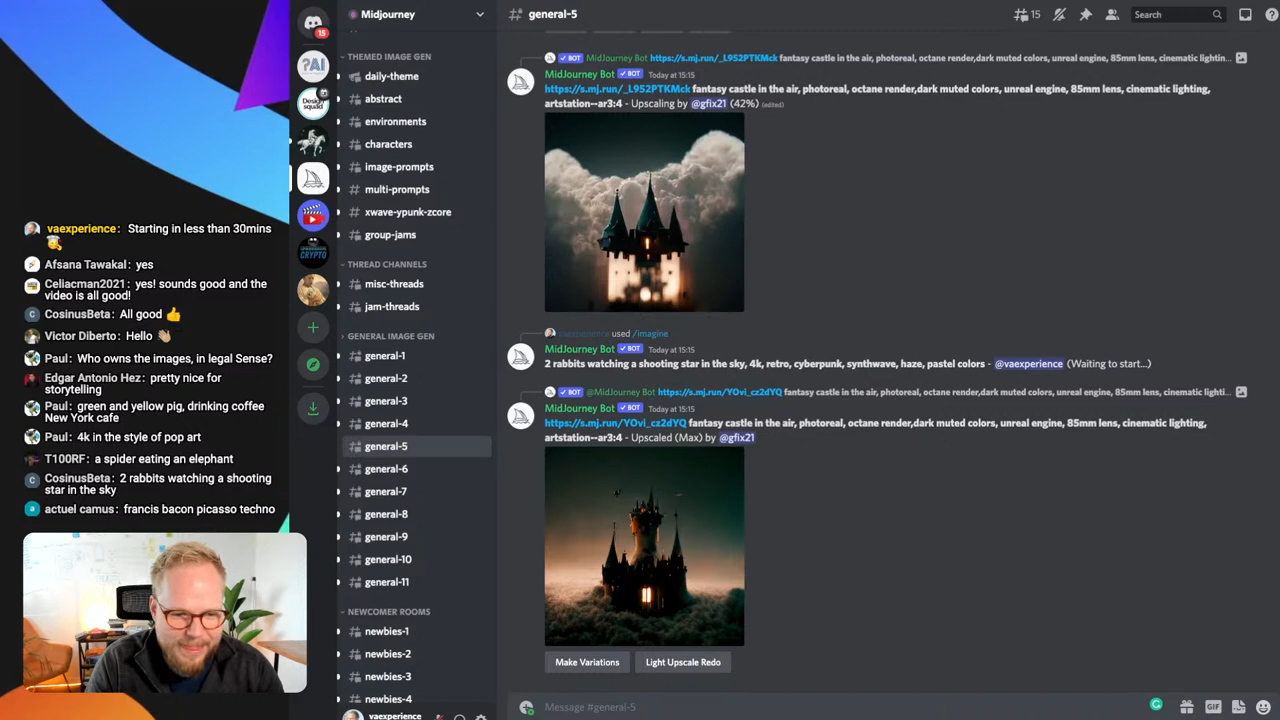 vaexperience: Starting in less than 30mins
Afsana Tawakal: yes
Celiacman2021: yes! sounds good and the
video is all good!
CosinusBeta: All good
Victor Diberto: Hello
Paul: Who owns the images, in legal Sense?
Edgar Antonio Hez: pretty nice for
storytelling
Paul: green and yellow pig, drinking coffee
New York cafe
Paul: 4k in the style of pop art
T100RF: a spider eating an elephant
CosinusBeta: 2 rabbits watching a shooting
star in the sky
actuel camus: francis bacon picasso techno
15
PAI
Design
squad
CRYPTO
Midjourney
THEMED IMAGE GEN
daily-theme
abstract
environments
characters
image-prompts
multi-prompts
xwave-ypunk-zcore
group-jams
THREAD CHANNELS
misc-threads
jam-threads
GENERAL IMAGE GEN
general-1
general-2
general-3
general-4
general-5
general-6
general-7
general-8
general-9
general-10
general-11
NEWCOMER ROOMS
newbies-1
newbies-2
newbies-3
newbies-4
vaexperience
general-5
15
Search
BOT MidJourney Bot https://s.mj.run/_L952PTKMck fantasy castle in the air, photoreal, octane render,dark muted colors, unreal engine, 85mm lens, cinematic lightin...
MidJourney Bot BOT Today at 15:15
https://s.mj.run/_L952PTKMck fantasy castle in the air, photoreal, octane render,dark muted colors, unreal engine, 85mm lens, cinematic lighting,
artstation--ar3:4 - Upscaling by @gfix21 (42%) (edited)
vaexperience used /imagine
MidJourney Bot BOT Today at 15:15
2 rabbits watching a shooting star in the sky, 4k, retro, cyberpunk, synthwave, haze, pastel colors - @vaexperience (Waiting to start...)
BOT @MidJourney Bot https://s.mj.run/YOvi_cz2dYQ fantasy castle in the air, photoreal, octane render,dark muted colors, unreal engine, 85mm lens, cinematic lighti...
MidJourney Bot BOT Today at 15:15
https://s.mj.run/YOvi_cz2dYQ fantasy castle in the air, photoreal, octane render,dark muted colors, unreal engine, 85mm lens, cinematic lighting,
artstation--ar3:4 - Upscaled (Max) by @gfix21
Make Variations
Light Upscale Redo
Message #general-5
GIF